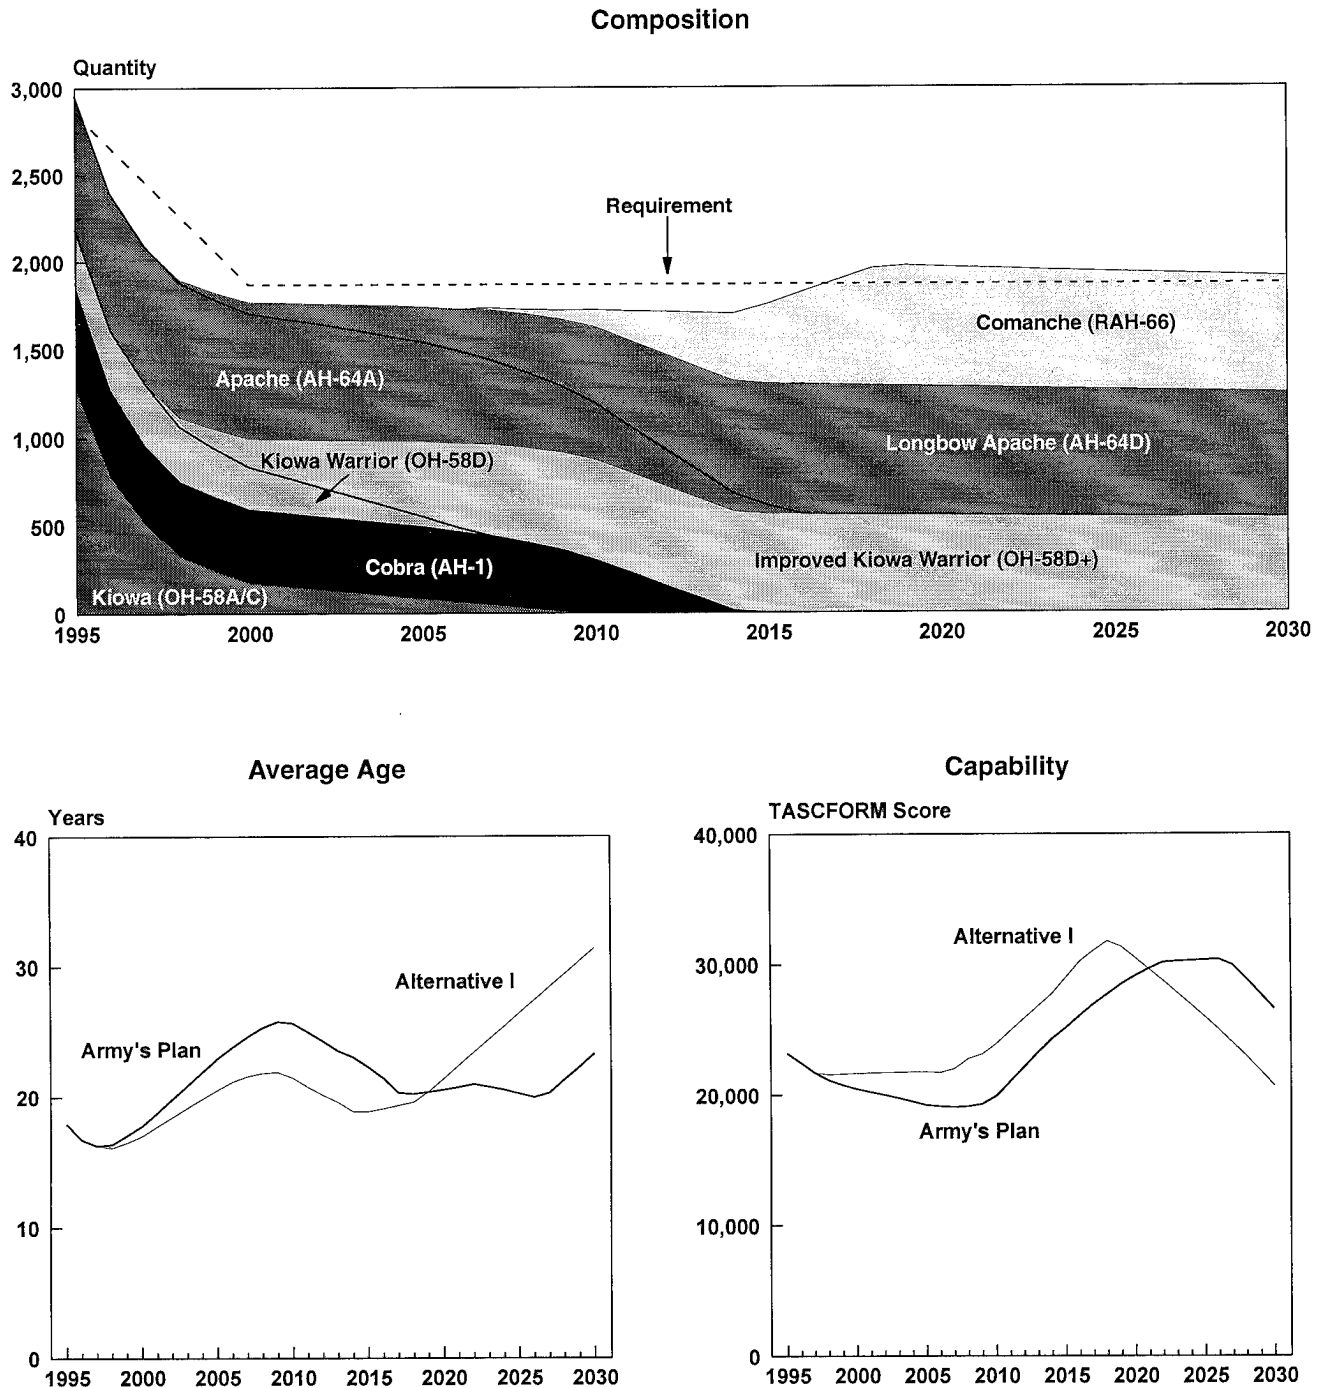 Composition
Quantity
3,000
2,500
2,000
1,500
1,000
500
0
Requirement
Comanche (RAH-66)
Apache (AH-64A)
Longbow Apache (AH-64D)
Kiowa Warrior (OH-58D)
Improved Kiowa Warrior (OH-58D+)
Cobra (AH-1)
Kiowa (OH-58A/C)
1995 2000 2005 2010 2015 2020 2025 2030
Average Age
Years
40
30
20
10
0
Alternative I
Army's Plan
1995 2000 2005 2010 2015 2020 2025 2030
Capability
TASCFORM Score
40,000
30,000
20,000
10,000
0
Alternative I
Army's Plan
1995 2000 2005 2010 2015 2020 2025 2030